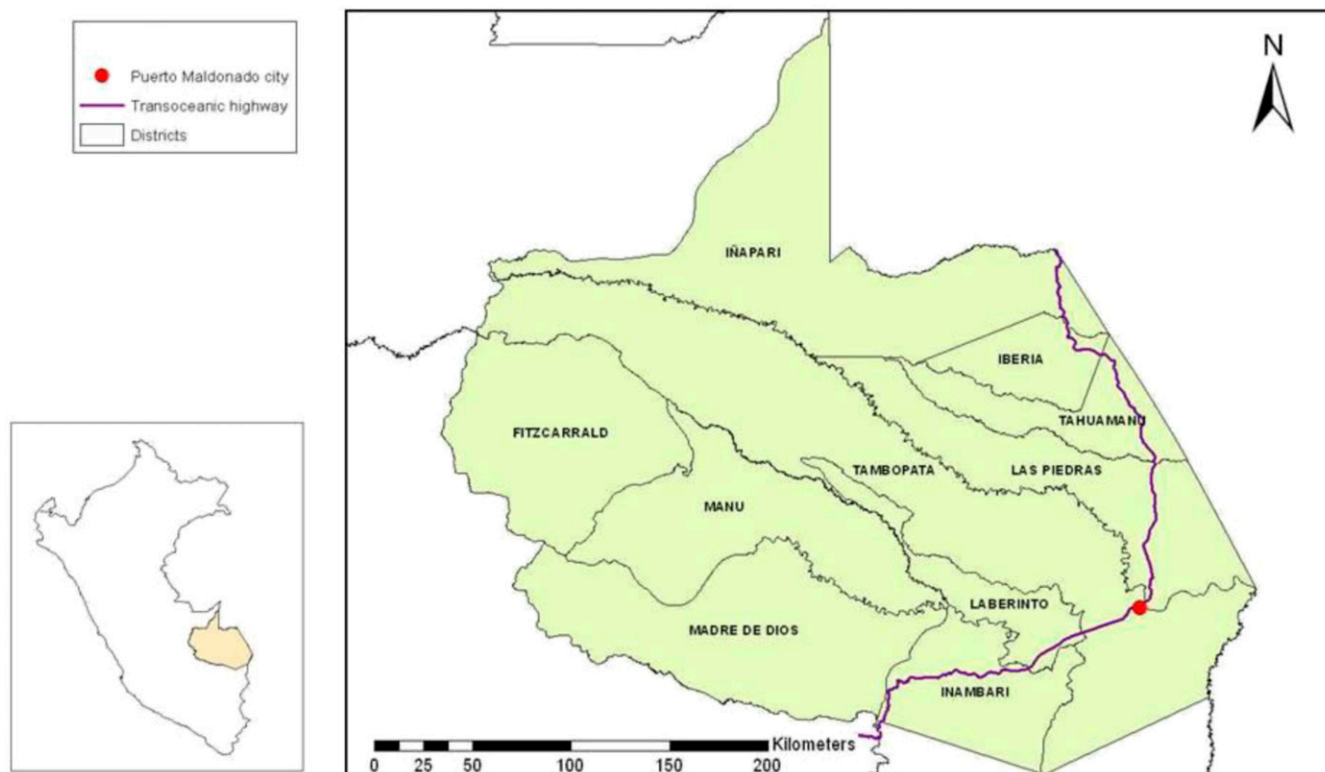 Puerto Maldonado city
Transoceanic highway
Districts
N
IÑAPARI
IBERIA
TAHUAMANU
FITZCARRALD
TAMBOPATA
LAS PIEDRAS
MANU
LABERINTO
MADRE DE DIOS
INAMBARI
Kilometers
0 25 50 100 150 200